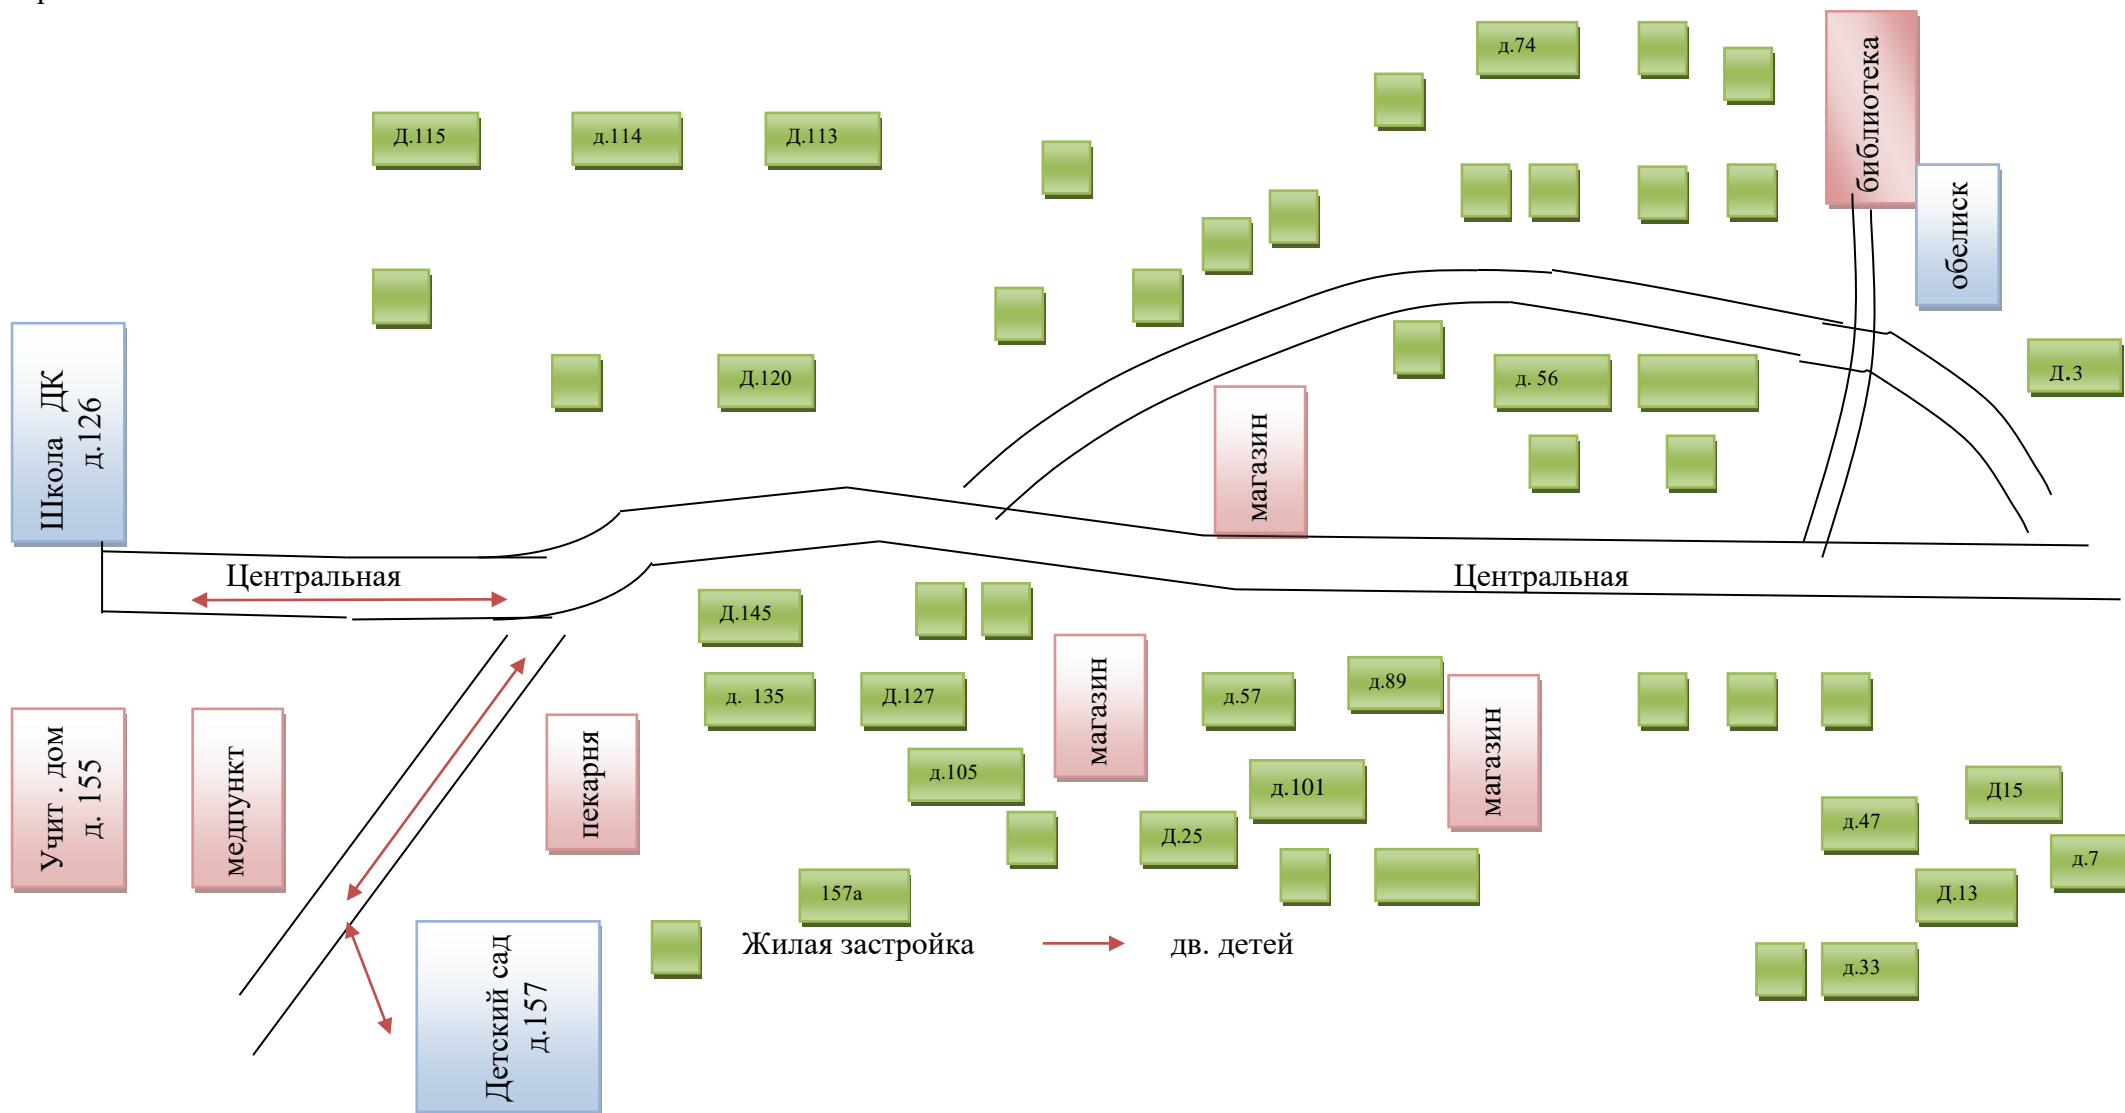 д.74
библиотека
Д.115
д.114
Д.113
обелиск
Школа ДК
д.126
Д.120
д. 56
Д.3
магазин
Центральная
Центральная
Д.145
д. 135
Д.127
магазин
д.57
д.89
магазин
Учит . дом
д. 155
медпункт
пекарня
д.105
д.101
Д.25
Д15
д.47
д.7
157а
Д.13
Детский сад
д.157
Жилая застройка
дв. детей
д.33